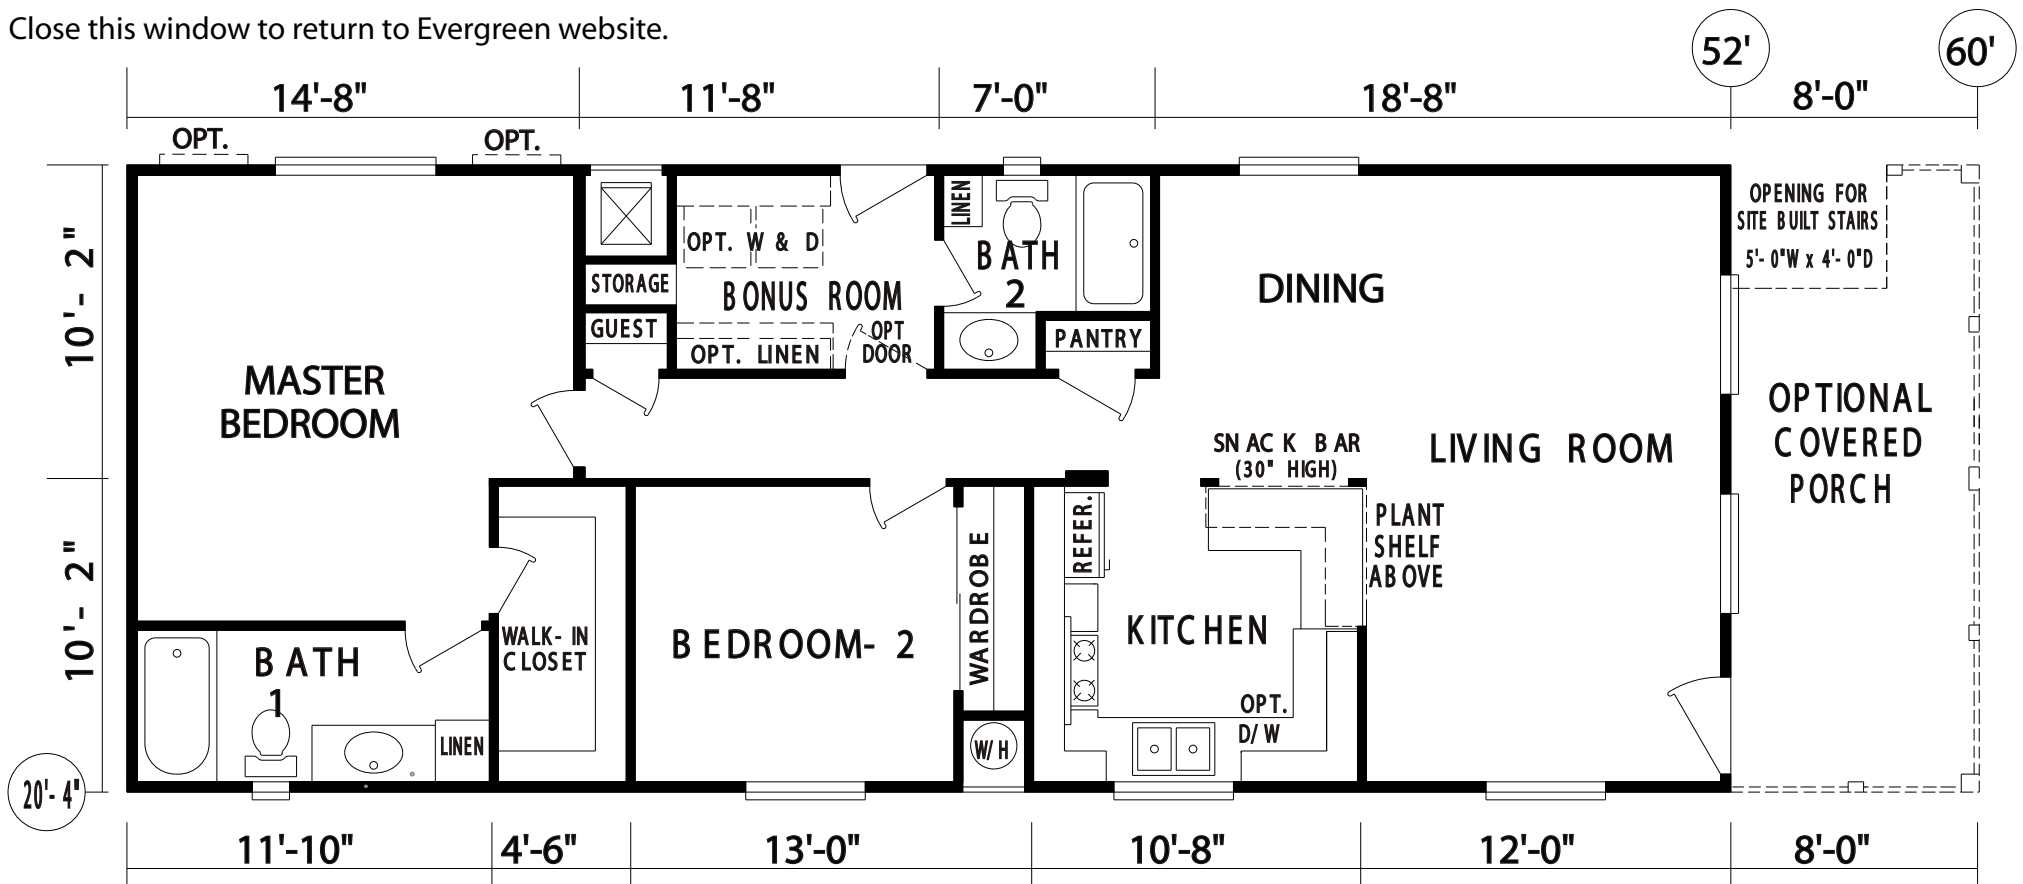 Close this window to return to Evergreen website.
52'
60'
14'-8"
11'-8"
7'-0"
18'-8"
8'-0"
OPT.
OPT.
10'- 2"
10'- 2"
20'- 4"
MASTER
BEDROOM
STORAGE
GUEST
OPT. W & D
BONUS ROOM
OPT
DOOR
OPT. LINEN
LINEN
BATH
2
PANTRY
DINING
OPENING FOR
SITE BUILT STAIRS
5'- 0"W x 4'- 0"D
OPTIONAL
COVERED
PORCH
LIVING ROOM
SNACK BAR
(30" HIGH)
PLANT
SHELF
ABOVE
REFER.
KITCHEN
OPT.
D/W
WARDROBE
W/H
BEDROOM- 2
WALK- IN
CLOSET
BATH
1
LINEN
11'-10"
4'-6"
13'-0"
10'-8"
12'-0"
8'-0"